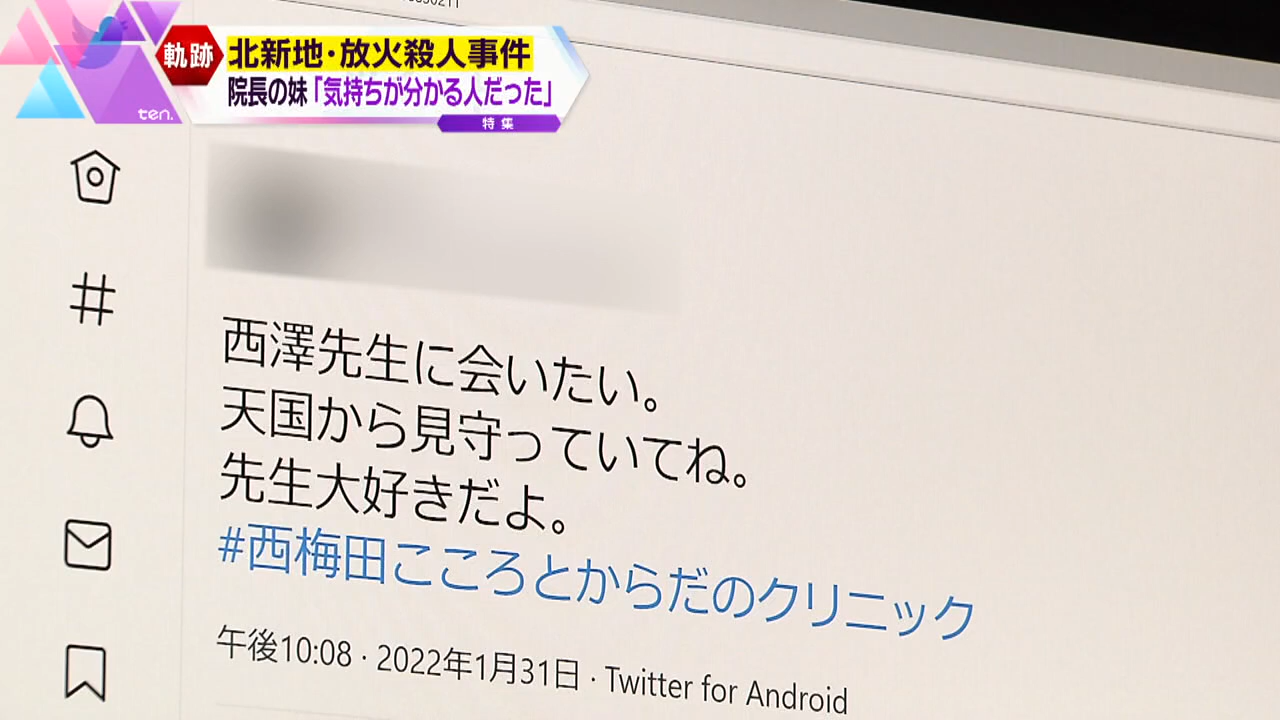 軌跡
北新地・放火殺人事件
院長の妹「気持ちが分かる人だった」
特集
ten.
西澤先生に会いたい。
天国から見守っていてね。
先生大好きだよ。
#西梅田こころとからだのクリニック
午後10:08 · 2022年1月31日 · Twitter for Android